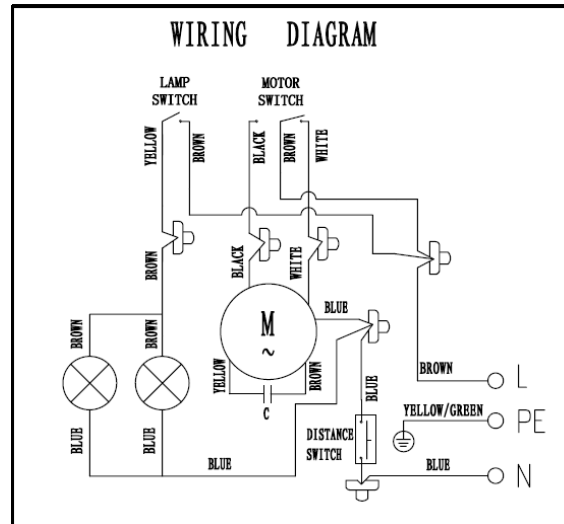 WIRING DIAGRAM
LAMP
SWITCH
MOTOR
SWITCH
YELLOW
BROWN
BLACK
BROWN
WHITE
BROWN
BLACK
WHITE
BLUE
M
~
BROWN
BROWN
YELLOW
BROWN
C
BLUE
BROWN
L
YELLOW/GREEN
PE
DISTANCE
SWITCH
BLUE
BLUE
BLUE
BLUE
N